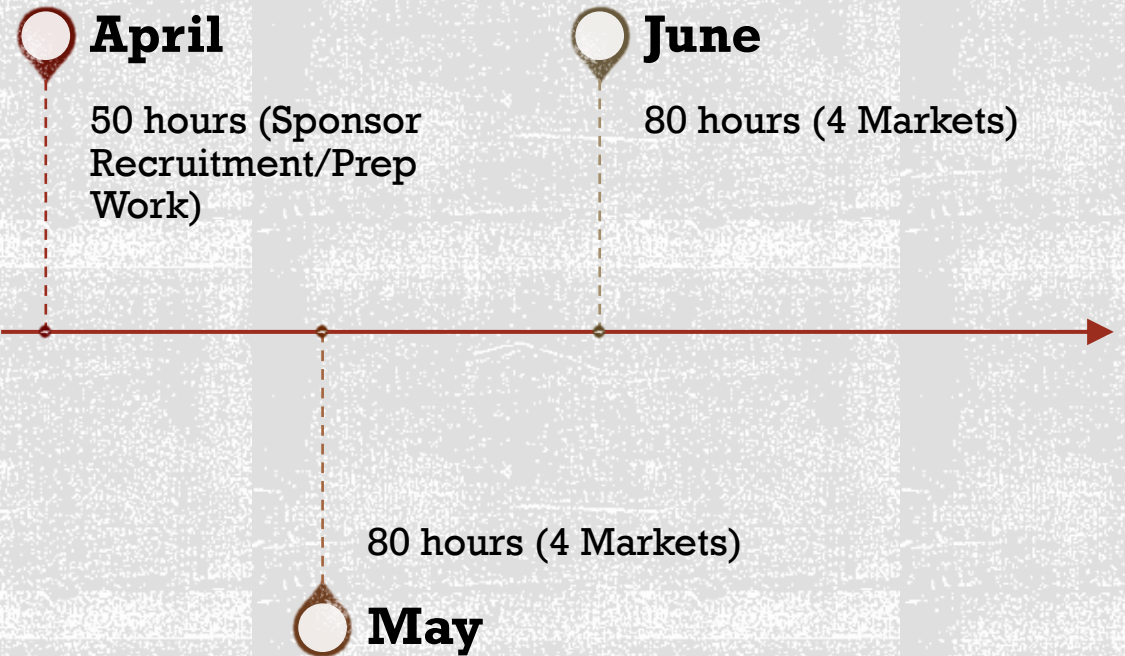 April
50 hours (Sponsor
Recruitment/Prep
Work)
June
80 hours (4 Markets)
80 hours (4 Markets)
May